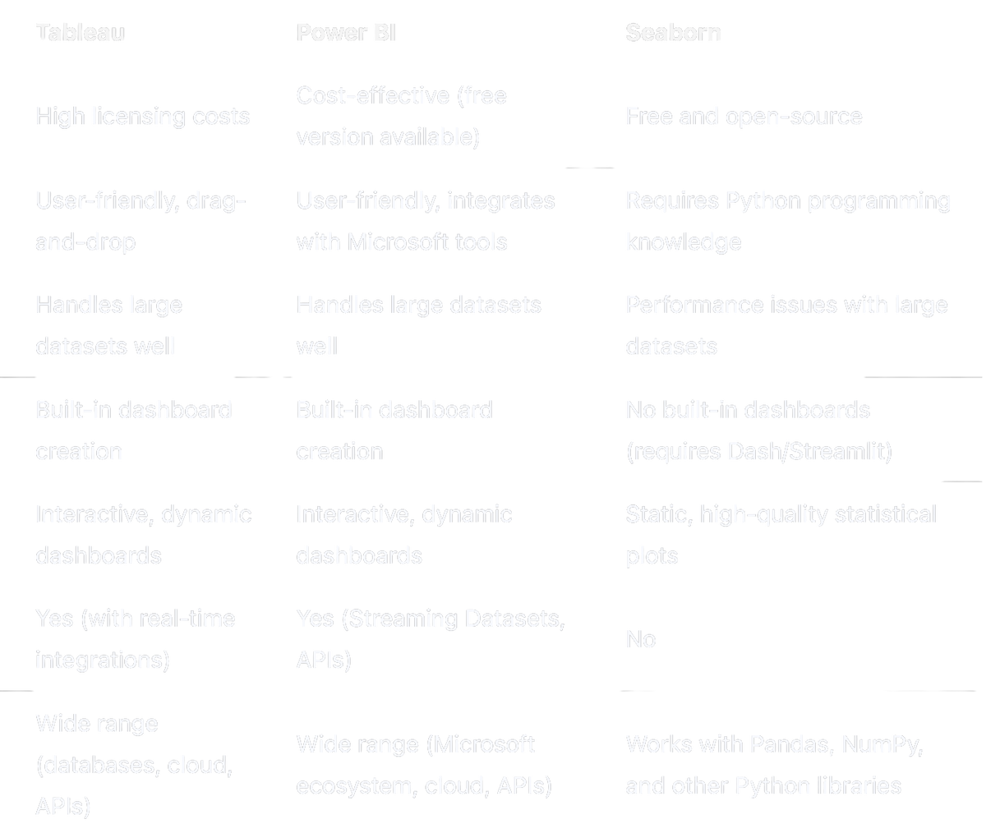 Tableau Power BI Seaborn
High licensing costs
Cost-effective (free
version available)
Free and open-source
User-friendly, drag-
and-drop
User-friendly, integrates
with Microsoft tools
Requires Python programming
knowledge
Handles large
datasets well
Handles large datasets
well
Performance issues with large
datasets
Built-in dashboard
creation
Built-in dashboard
creation
No built-in dashboards
(requires Dash/Streamlit)
Interactive, dynamic
dashboards
Interactive, dynamic
dashboards
Static, high-quality statistical
plots
Yes (with real-time
integrations)
Yes (Streaming Datasets,
APIs)
No
Wide range
(databases, cloud,
APIs)
Wide range (Microsoft
ecosystem, cloud, APIs)
Works with Pandas, NumPy,
and other Python libraries